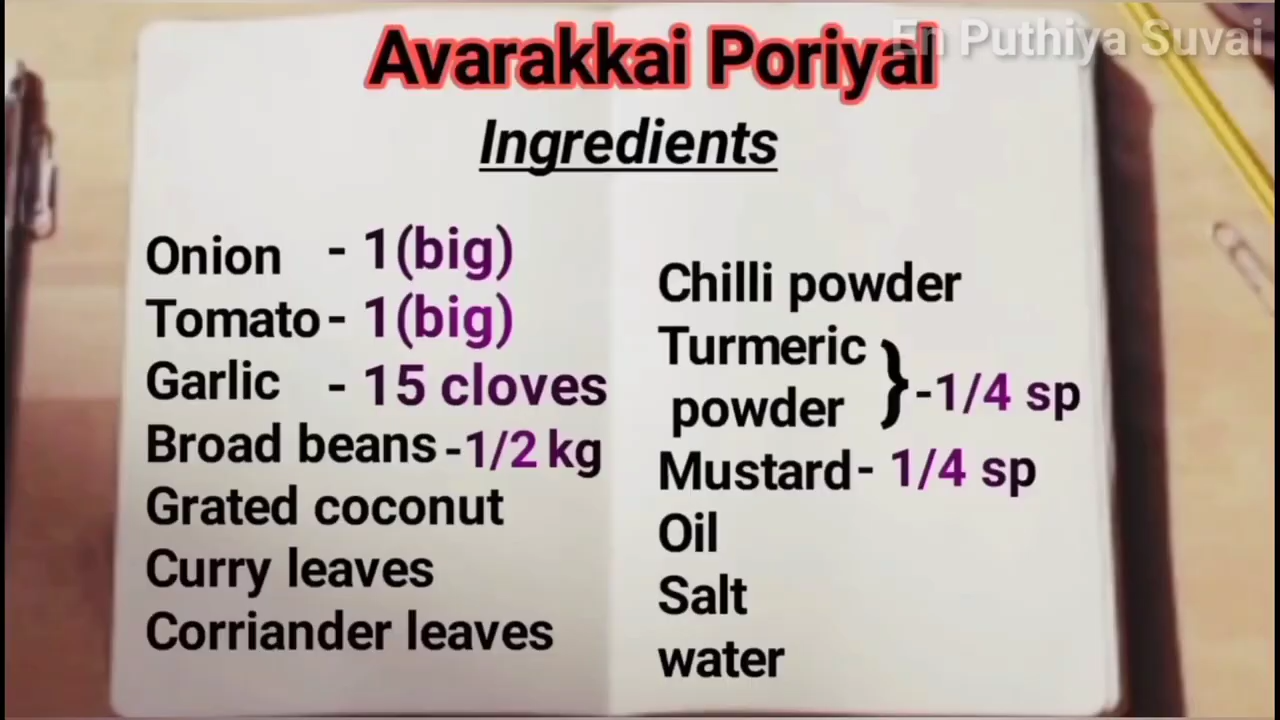 En Puthiya Suvai
Avarakkai Poriyal
Ingredients
Onion - 1(big)
Tomato - 1(big)
Garlic - 15 cloves
Broad beans -1/2 kg
Grated coconut
Curry leaves
Corriander leaves
Chilli powder
Turmeric
powder } -1/4 sp
Mustard- 1/4 sp
Oil
Salt
water